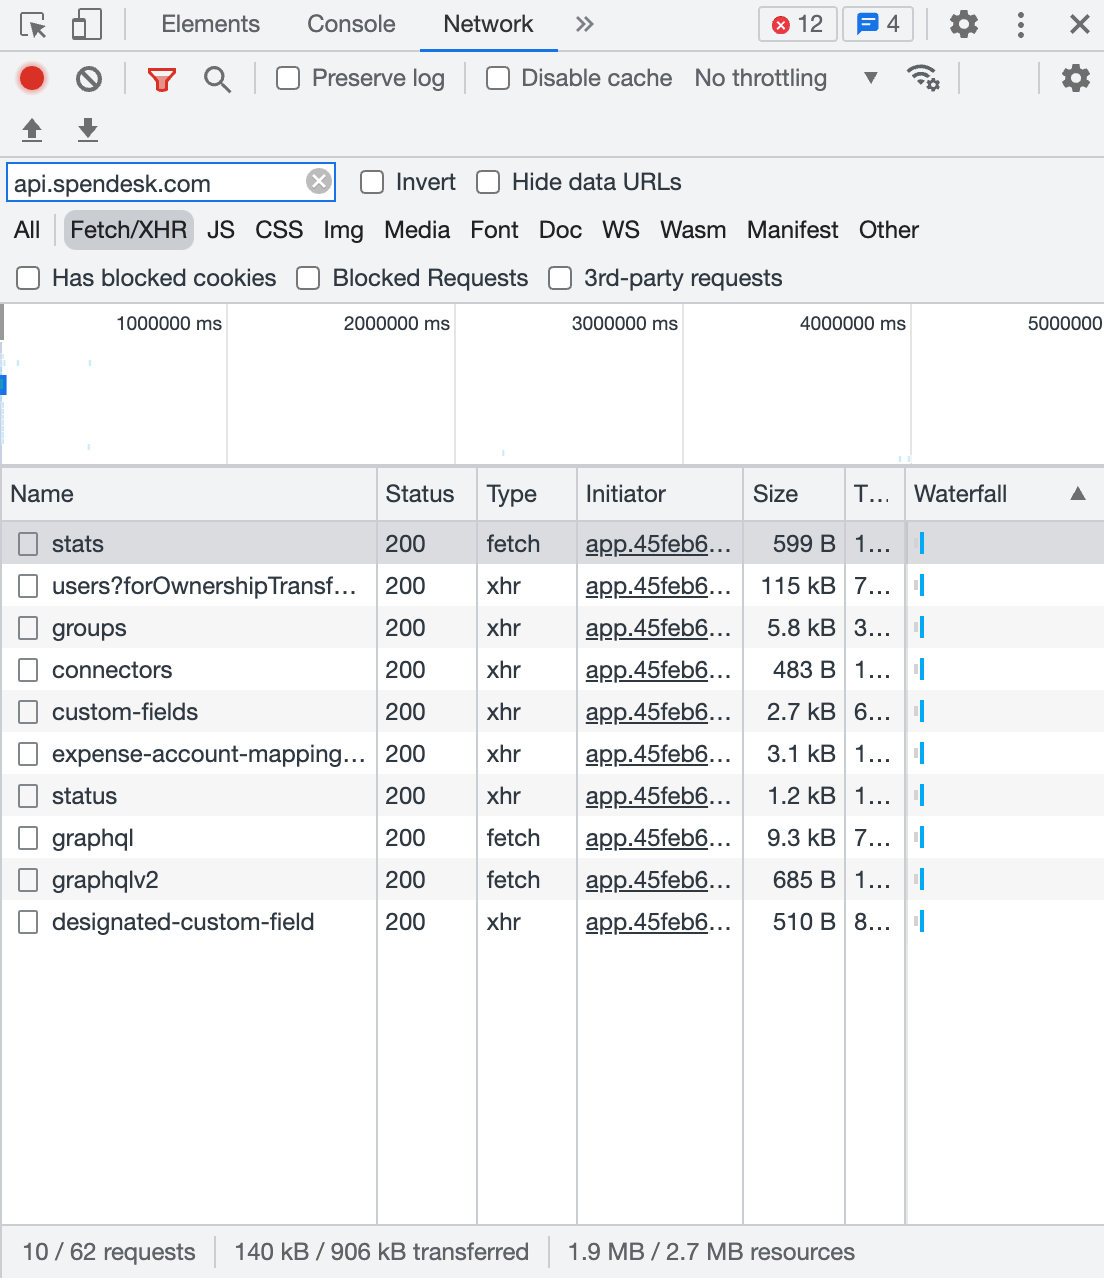 Elements Console Network 12 4
Preserve log Disable cache No throttling
api.spendesk.com Invert Hide data URLs
All Fetch/XHR JS CSS Img Media Font Doc WS Wasm Manifest Other
Has blocked cookies Blocked Requests 3rd-party requests
1000000 ms 2000000 ms 3000000 ms 4000000 ms 5000000
Name Status Type Initiator Size T... Waterfall
stats 200 fetch app.45feb6... 599 B 1...
users?forOwnershipTransf... 200 xhr app.45feb6... 115 kB 7...
groups 200 xhr app.45feb6... 5.8 kB 3...
connectors 200 xhr app.45feb6... 483 B 1...
custom-fields 200 xhr app.45feb6... 2.7 kB 6...
expense-account-mapping... 200 xhr app.45feb6... 3.1 kB 1...
status 200 xhr app.45feb6... 1.2 kB 1...
graphql 200 fetch app.45feb6... 9.3 kB 7...
graphqlv2 200 fetch app.45feb6... 685 B 1...
designated-custom-field 200 xhr app.45feb6... 510 B 8...
10 / 62 requests 140 kB / 906 kB transferred 1.9 MB / 2.7 MB resources